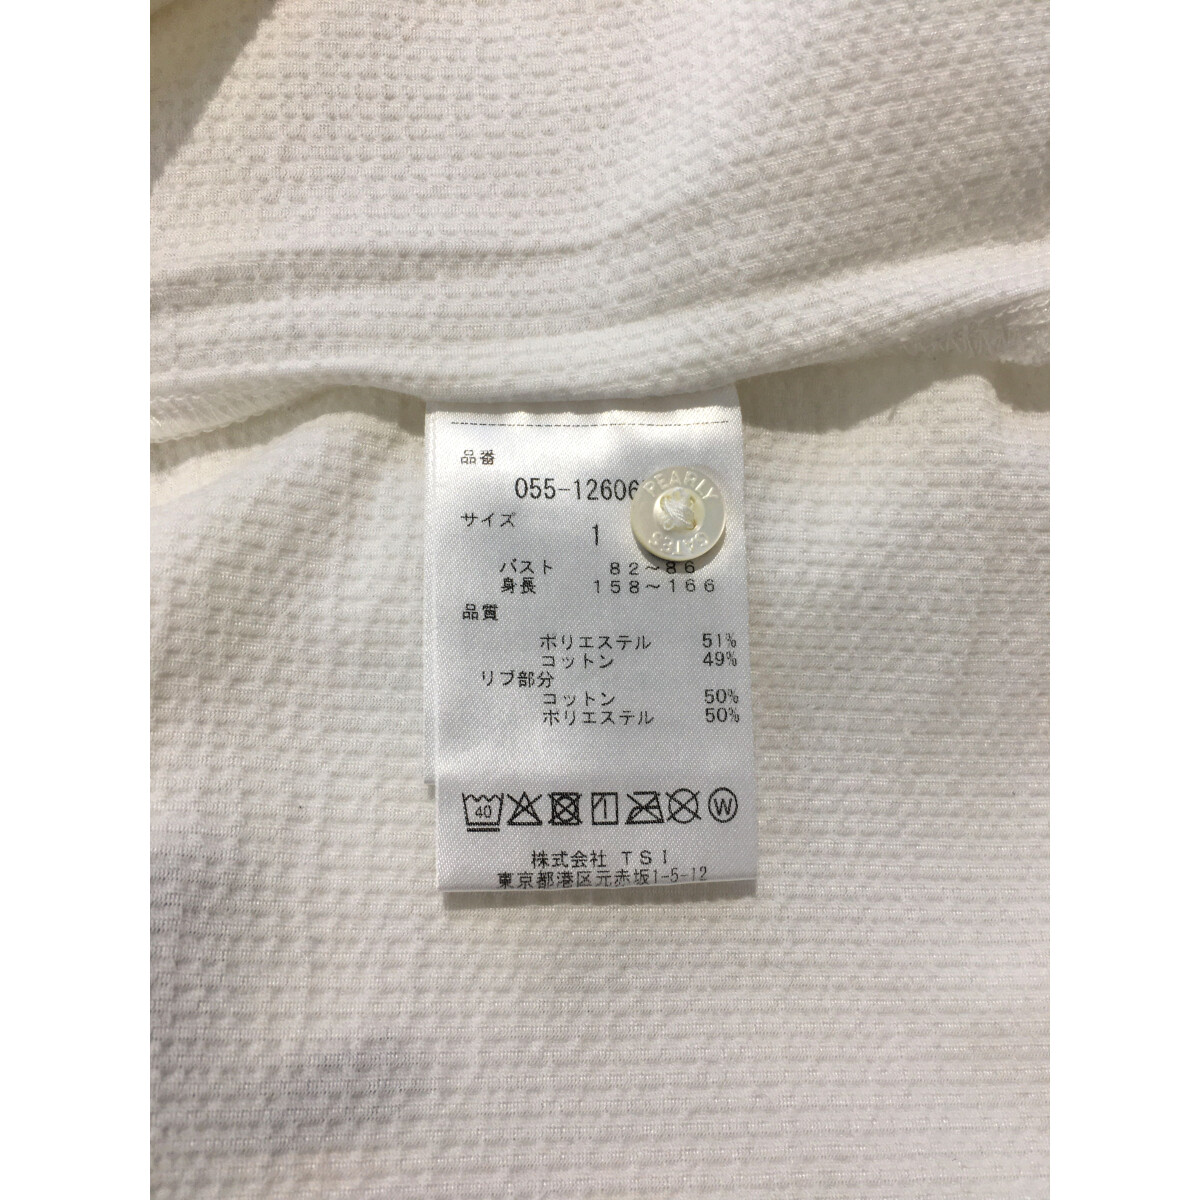 品番
055-12606
PEARLY
GATES
サイズ
1
バスト 82～86
身長 158～166
品質
ポリエステル 51%
コットン 49%
リブ部分
コットン 50%
ポリエステル 50%
40
1
W
株式会社 TSI
東京都港区元赤坂1-5-12